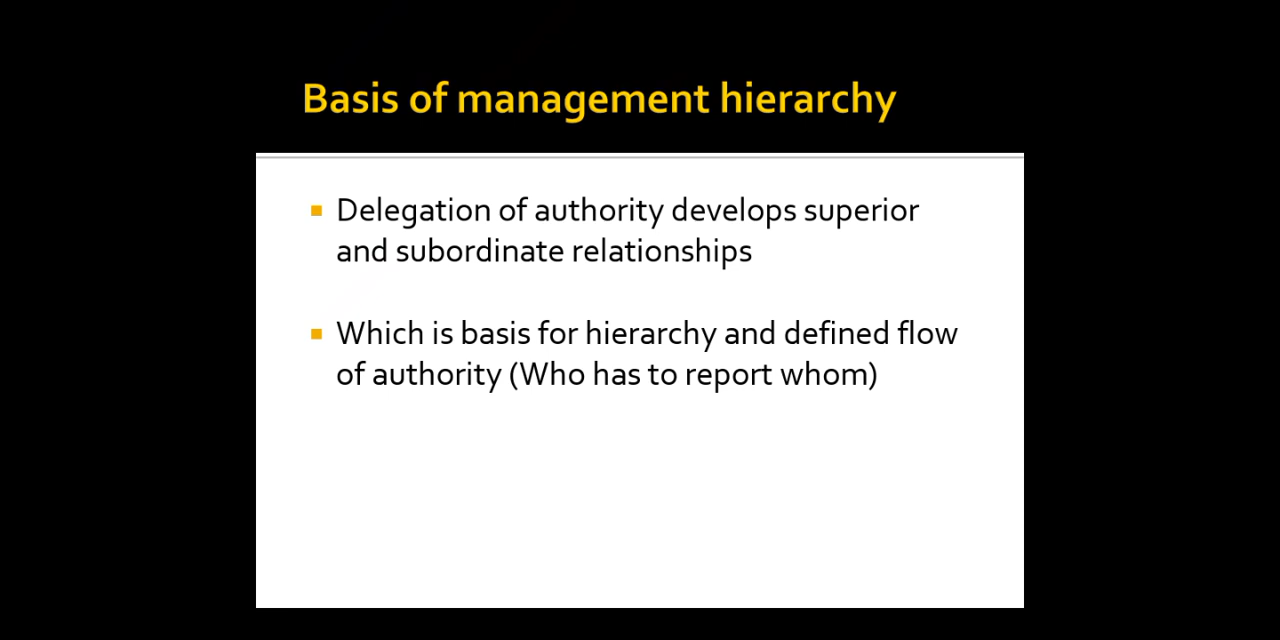 Basis of management hierarchy
Delegation of authority develops superior
and subordinate relationships
Which is basis for hierarchy and defined flow
of authority (Who has to report whom)